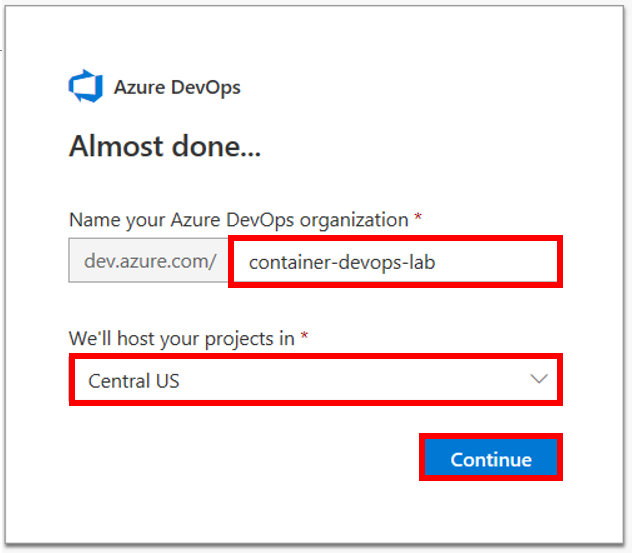 Azure DevOps
Almost done...
Name your Azure DevOps organization *
dev.azure.com/ container-devops-lab
We'll host your projects in *
Central US
Continue